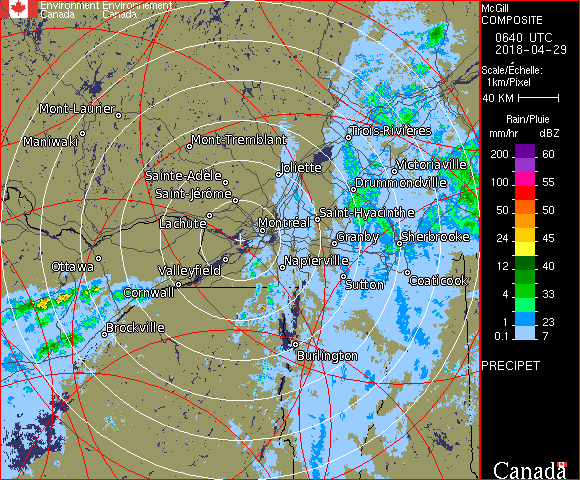 Environment Environnement
Canada Canada
McGill
COMPOSITE
0640 UTC
2018-04-29
Scale/Échelle:
1km/Pixel
40 KM
Rain/Pluie
mm/hr dBZ
200 60
100 55
50 50
24 45
12 40
4 33
1 23
0.1 7
PRECIPET
Canada
Mont-Laurier
Maniwaki
Mont-Tremblant
Trois-Rivières
Joliette
Victoriaville
Sainte-Adèle
Drummondville
Saint-Jérôme
Saint-Hyacinthe
Lachute
Montréal
Granby
Sherbrooke
Ottawa
Valleyfield
Napierville
Cornwall
Sutton
Coaticook
Brockville
Burlington